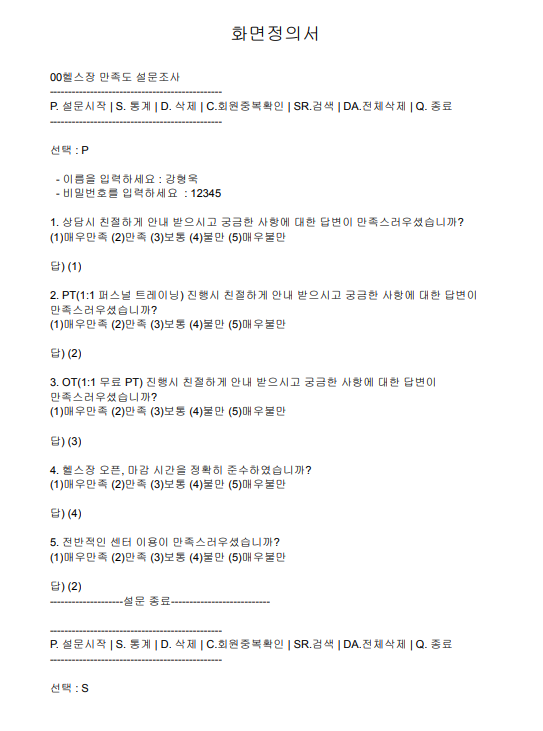 화면정의서
00헬스장 만족도 설문조사
-----------------------------------------------
P. 설문시작 | S. 통계 | D. 삭제 | C.회원중복확인 | SR.검색 | DA.전체삭제 | Q. 종료
-----------------------------------------------
선택 : P
- 이름을 입력하세요 : 강형욱
- 비밀번호를 입력하세요 : 12345
1. 상담시 친절하게 안내 받으시고 궁금한 사항에 대한 답변이 만족스러우셨습니까?
(1)매우만족 (2)만족 (3)보통 (4)불만 (5)매우불만
답) (1)
2. PT(1:1 퍼스널 트레이닝) 진행시 친절하게 안내 받으시고 궁금한 사항에 대한 답변이
만족스러우셨습니까?
(1)매우만족 (2)만족 (3)보통 (4)불만 (5)매우불만
답) (2)
3. OT(1:1 무료 PT) 진행시 친절하게 안내 받으시고 궁금한 사항에 대한 답변이
만족스러우셨습니까?
(1)매우만족 (2)만족 (3)보통 (4)불만 (5)매우불만
답) (3)
4. 헬스장 오픈, 마감 시간을 정확히 준수하였습니까?
(1)매우만족 (2)만족 (3)보통 (4)불만 (5)매우불만
답) (4)
5. 전반적인 센터 이용이 만족스러우셨습니까?
(1)매우만족 (2)만족 (3)보통 (4)불만 (5)매우불만
답) (2)
--------------------설문 종료---------------------------
-----------------------------------------------
P. 설문시작 | S. 통계 | D. 삭제 | C.회원중복확인 | SR.검색 | DA.전체삭제 | Q. 종료
-----------------------------------------------
선택 : S